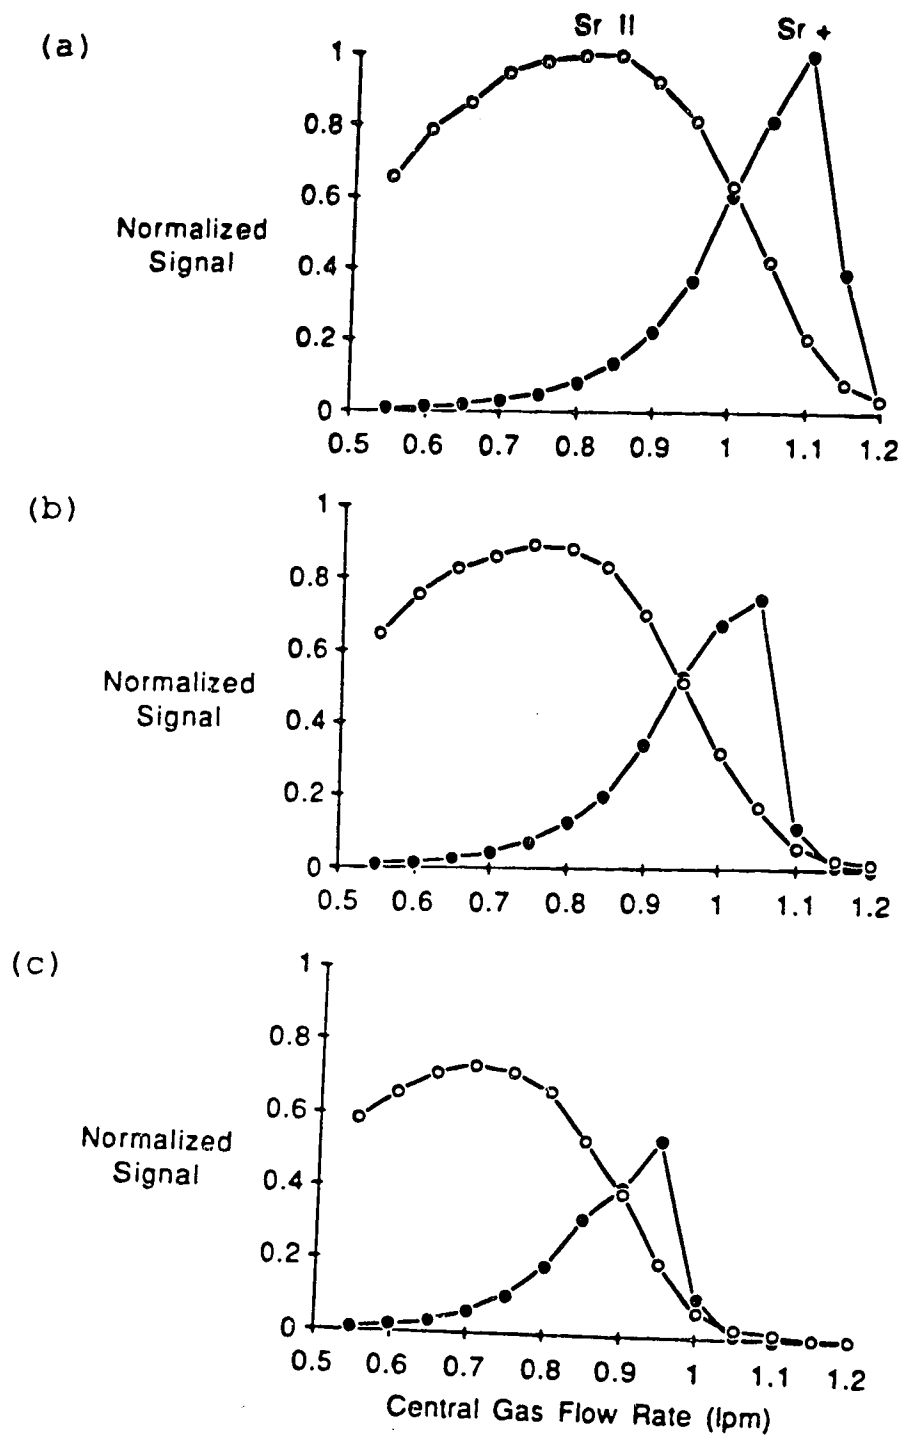 (a)
Sr II Sr +
1
0.8
0.6
Normalized
Signal
0.4
0.2
0
0.5 0.6 0.7 0.8 0.9 1 1.1 1.2
(b)
1
0.8
0.6
Normalized
Signal
0.4
0.2
0
0.5 0.6 0.7 0.8 0.9 1 1.1 1.2
(c)
1
0.8
0.6
Normalized
Signal
0.4
0.2
0
0.5 0.6 0.7 0.8 0.9 1 1.1 1.2
Central Gas Flow Rate (lpm)